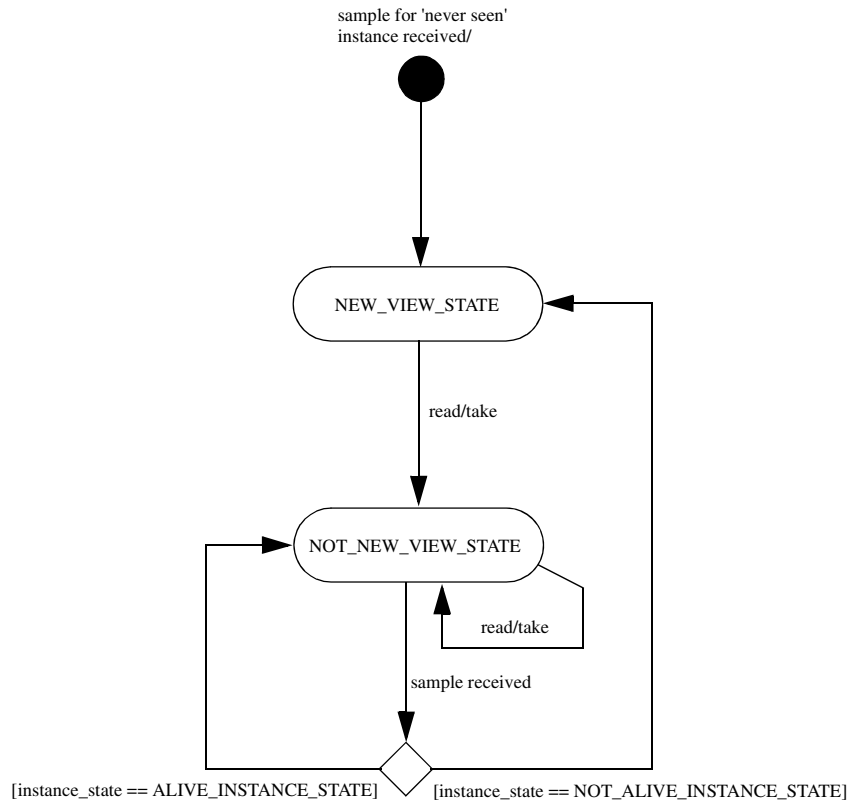 sample for 'never seen'
instance received/
NEW_VIEW_STATE
read/take
NOT_NEW_VIEW_STATE
read/take
sample received
[instance_state == ALIVE_INSTANCE_STATE]
[instance_state == NOT_ALIVE_INSTANCE_STATE]